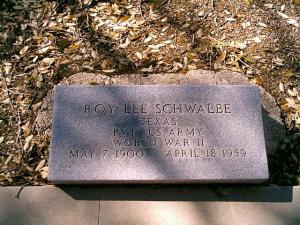 ROY LEE SCHWALBE
TEXAS
PVT US ARMY
WORLD WAR II
MAY 7 1900 APRIL 18 1959